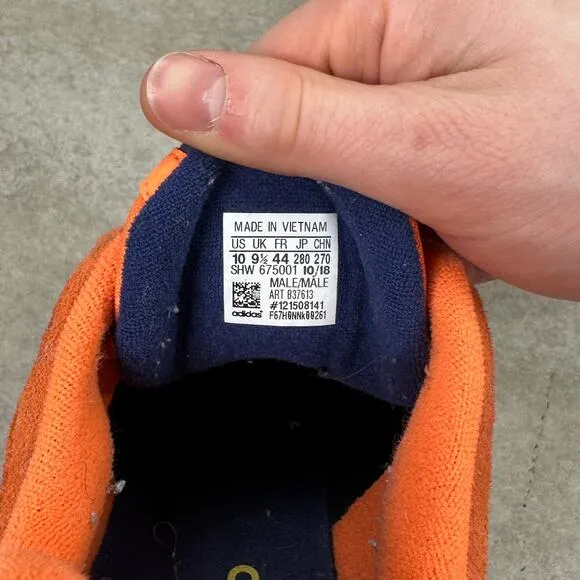 MADE IN VIETNAM
US UK FR JP CHN
10 9½ 44 280 270
SHW 675001 10/18
MALE/MÂLE
ART B37613
#121508141
adidas F67H0NNk00261